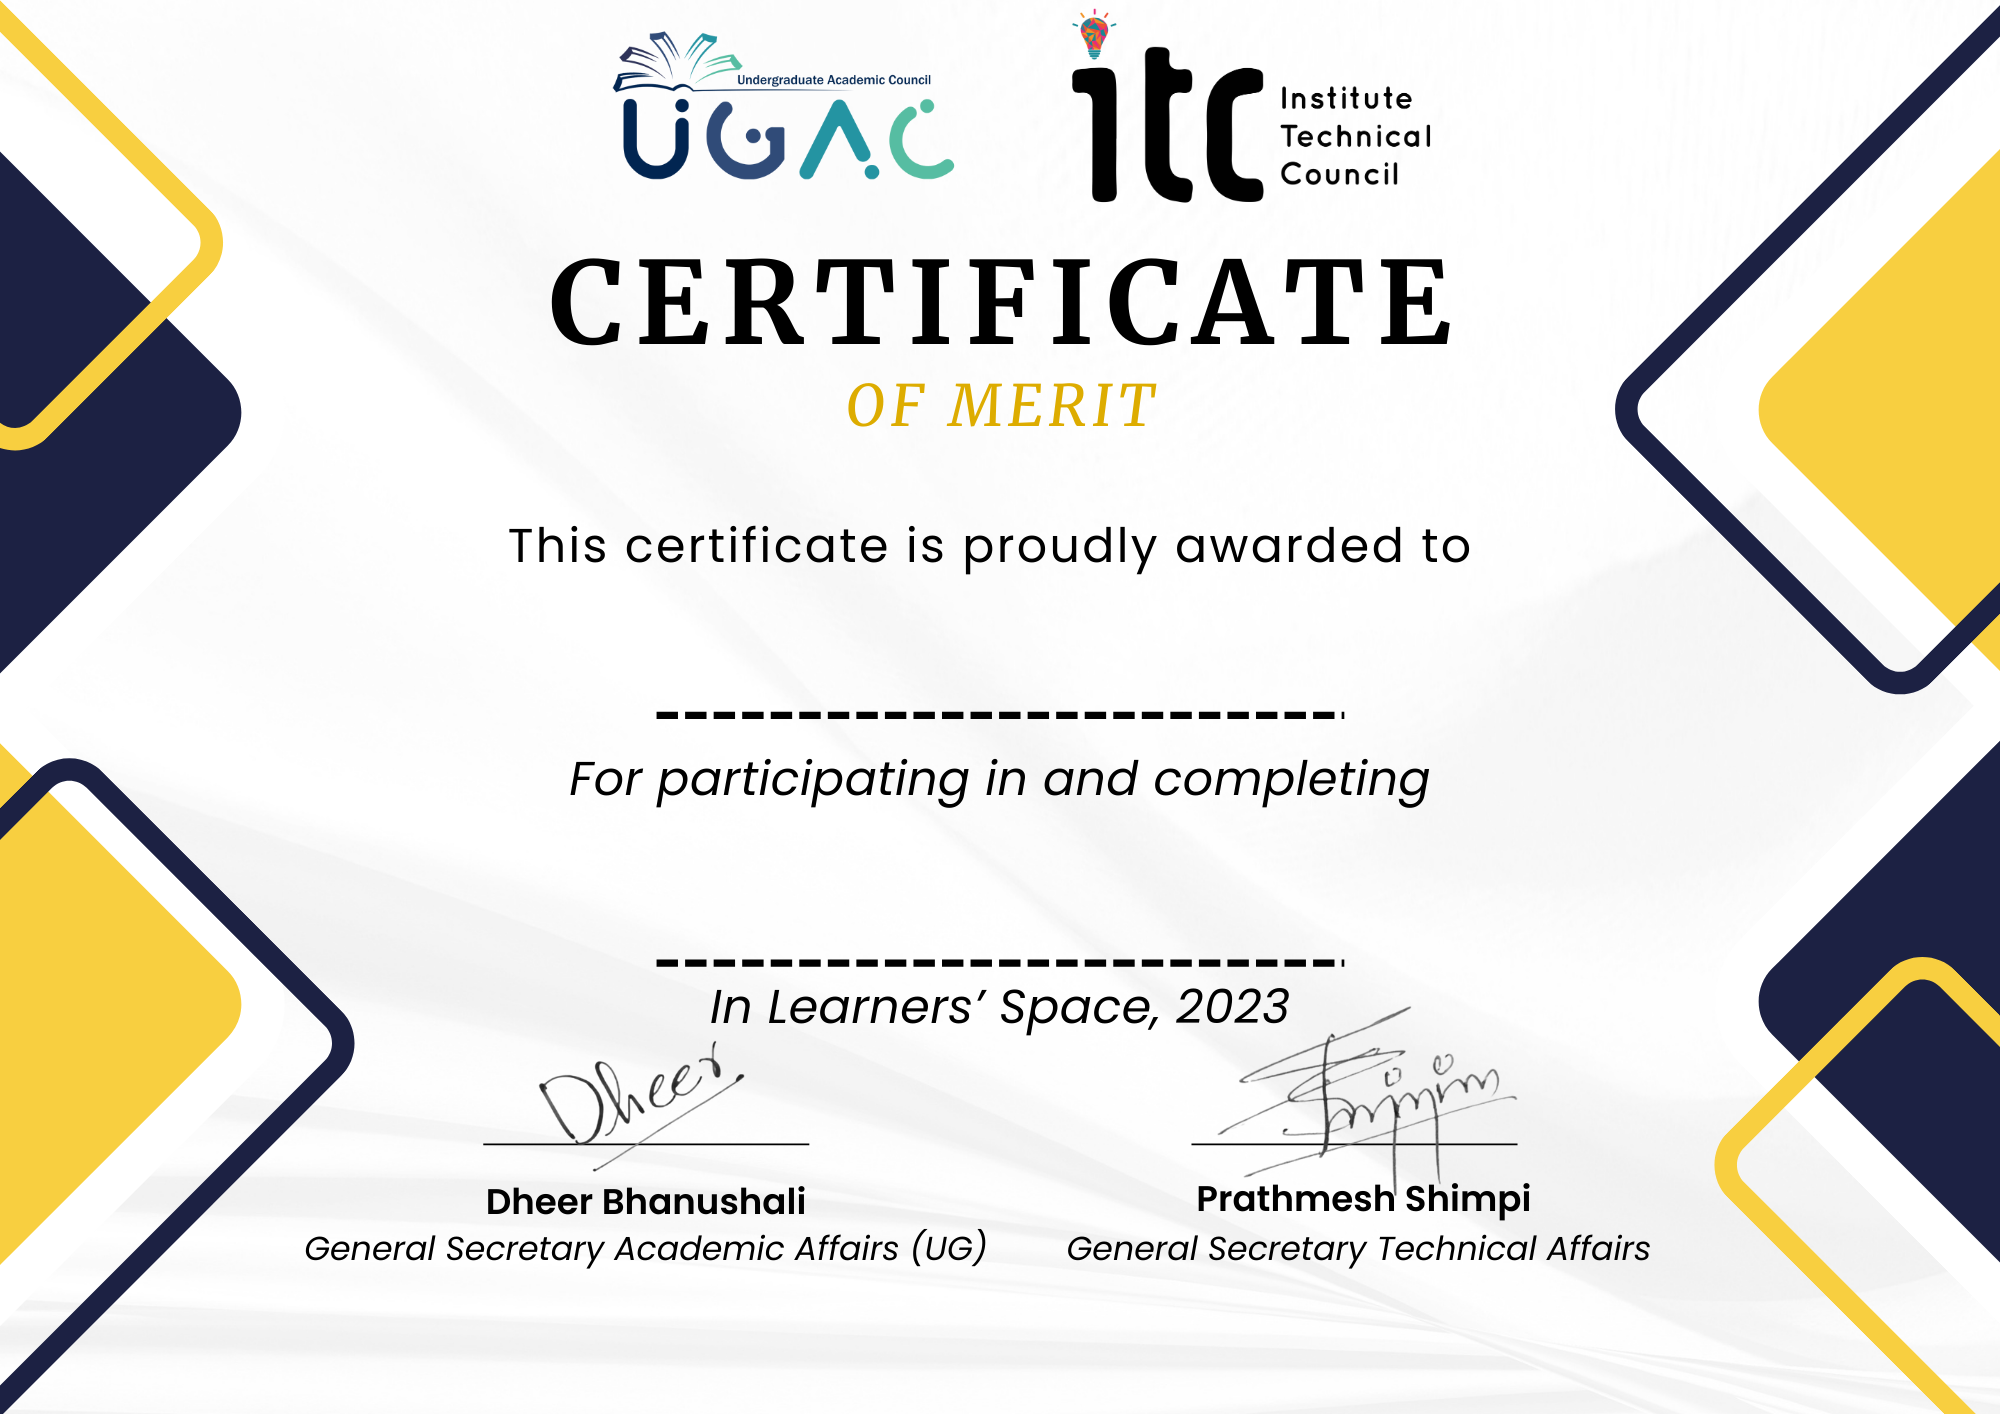 Undergraduate Academic Council
UGAC
itc
Institute
Technical
Council
CERTIFICATE
OF MERIT
This certificate is proudly awarded to
For participating in and completing
In Learners’ Space, 2023
Dheer
Shimpi
Dheer Bhanushali
Prathmesh Shimpi
General Secretary Academic Affairs (UG)
General Secretary Technical Affairs